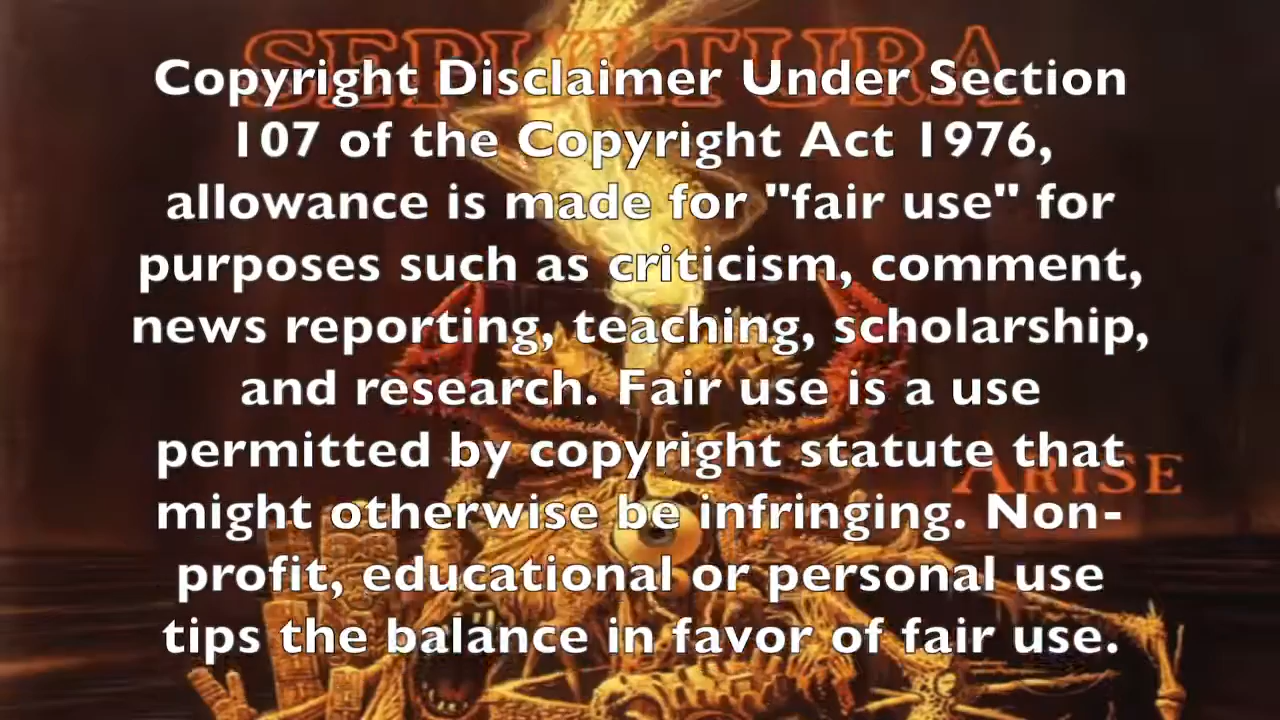 SEPULTURA
Copyright Disclaimer Under Section
107 of the Copyright Act 1976,
allowance is made for "fair use" for
purposes such as criticism, comment,
news reporting, teaching, scholarship,
and research. Fair use is a use
permitted by copyright statute that
ARISE
might otherwise be infringing. Non-
profit, educational or personal use
tips the balance in favor of fair use.